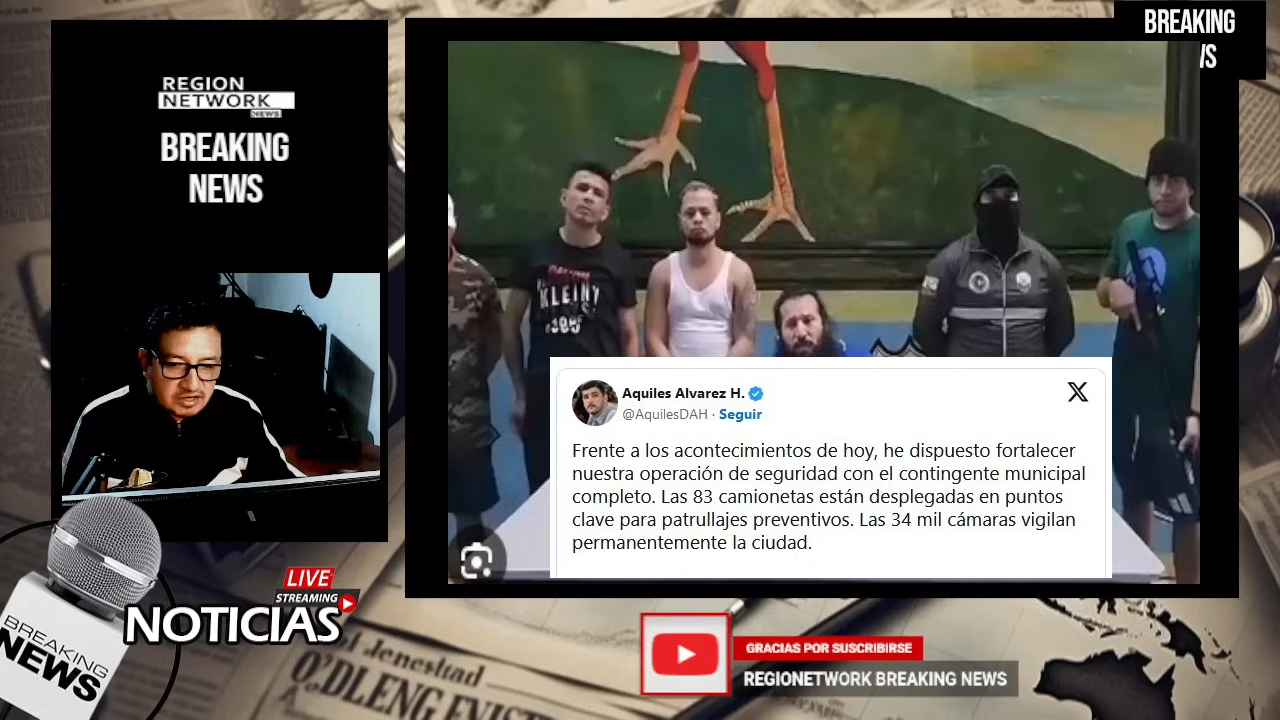 BREAKING
REGION
NETWORK
NEWS
BREAKING
NEWS
KLEIN
Aquiles Alvarez H.
@AquilesDAH · Seguir
Frente a los acontecimientos de hoy, he dispuesto fortalecer
nuestra operación de seguridad con el contingente municipal
completo. Las 83 camionetas están desplegadas en puntos
clave para patrullajes preventivos. Las 34 mil cámaras vigilan
permanentemente la ciudad.
LIVE
STREAMING
NOTICIAS
BREAKING
NEWS
GRACIAS POR SUSCRIBIRSE
REGIONETWORK BREAKING NEWS